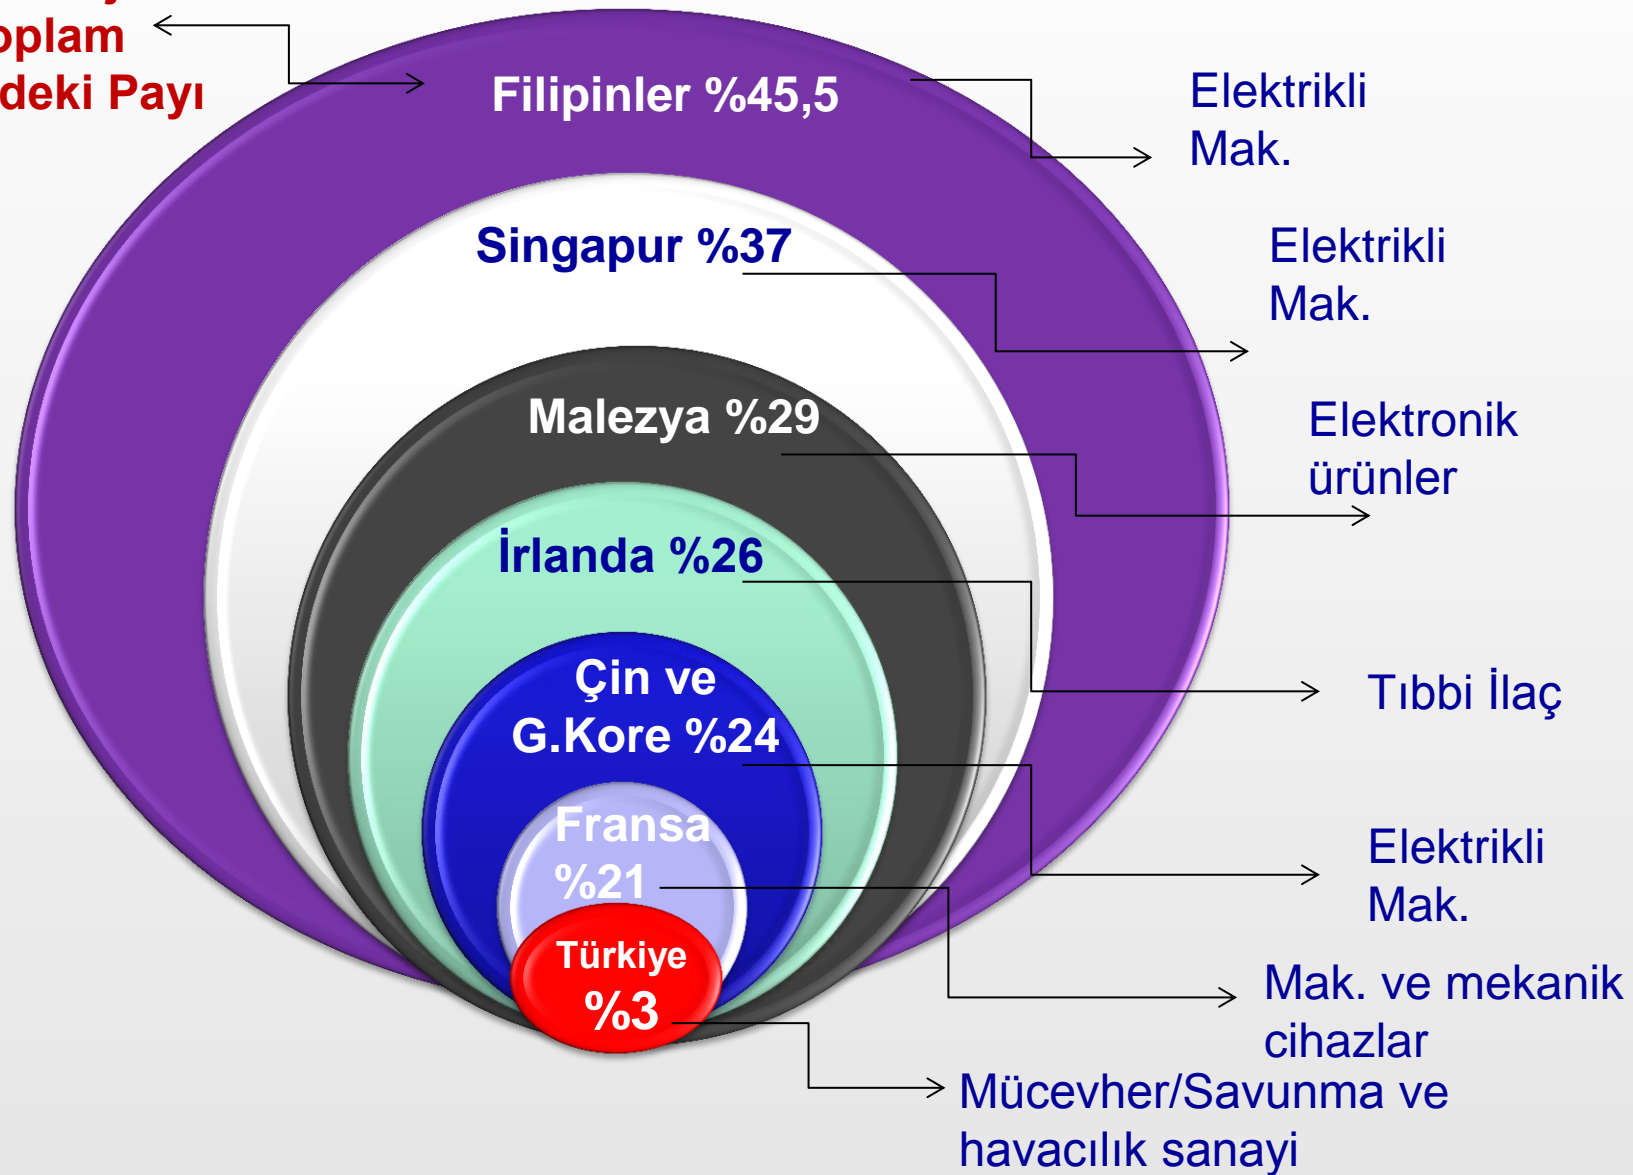 deki Payı
Filipinler %45,5
Elektrikli
Mak.
Singapur %37
Elektrikli
Mak.
Malezya %29
Elektronik
ürünler
İrlanda %26
Tıbbi İlaç
Çin ve
G.Kore %24
Elektrikli
Mak.
Fransa
%21
Mak. ve mekanik
cihazlar
Türkiye
%3
Mücevher/Savunma ve
havacılık sanayi